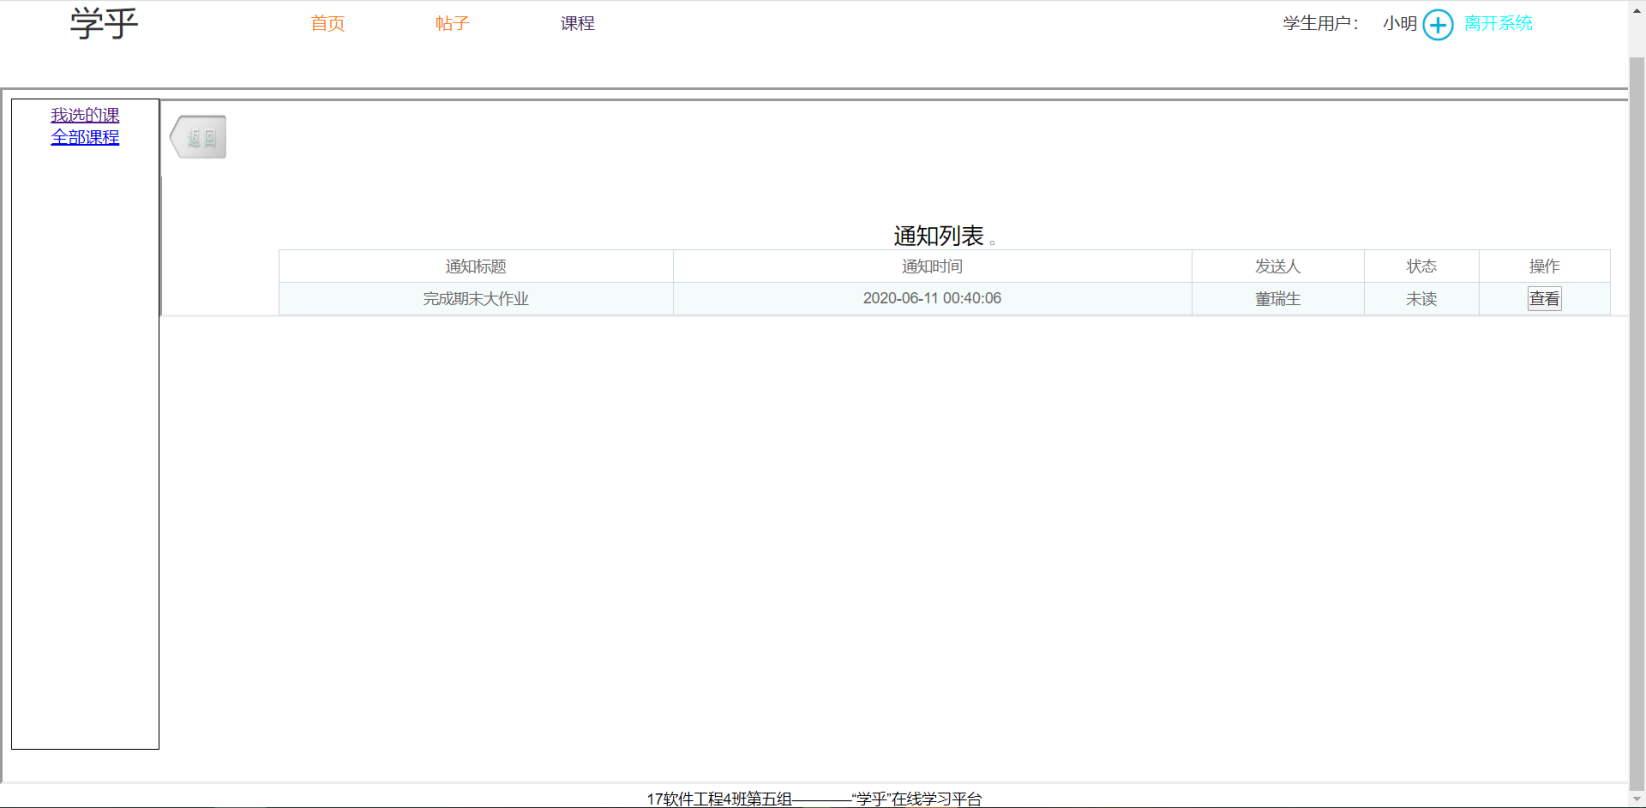 学乎 首页 帖子 课程 学生用户： 小明 离开系统
我选的课
全部课程
返回
通知列表
通知标题 通知时间 发送人 状态 操作
完成期末大作业 2020-06-11 00:40:06 董瑞生 未读 查看
17软件工程4班第五组————“学乎”在线学习平台